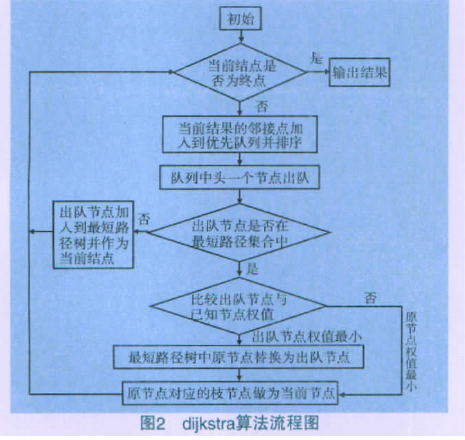 初始
当前结点是
否为终点
是
输出结果
否
当前结果的邻接点加
入到优先队列并排序
队列中头一个节点出队
出队节点加
入到最短路
径树并作为
当前结点
否
出队节点是否在
最短路径集合中
是
比较出队节点与
已知节点权值
否
原节点权值最小
出队节点权值最小
最短路径树中原节点替换为出队节点
原节点对应的枝节点做为当前节点
图2 dijkstra算法流程图